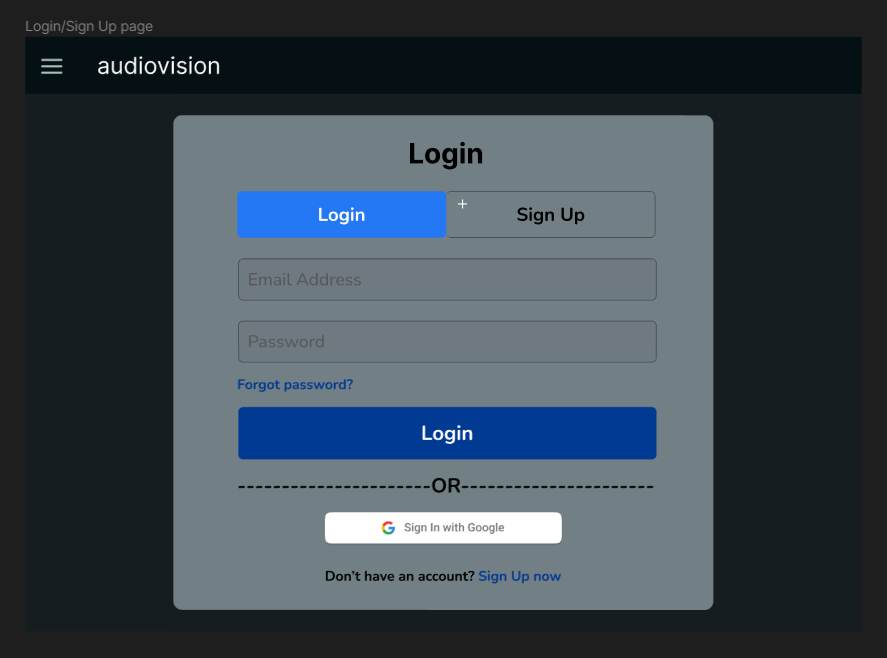 Login/Sign Up page
audiovision
Login
Login
Sign Up
Email Address
Password
Forgot password?
Login
----------------------OR----------------------
Sign In with Google
Don't have an account? Sign Up now